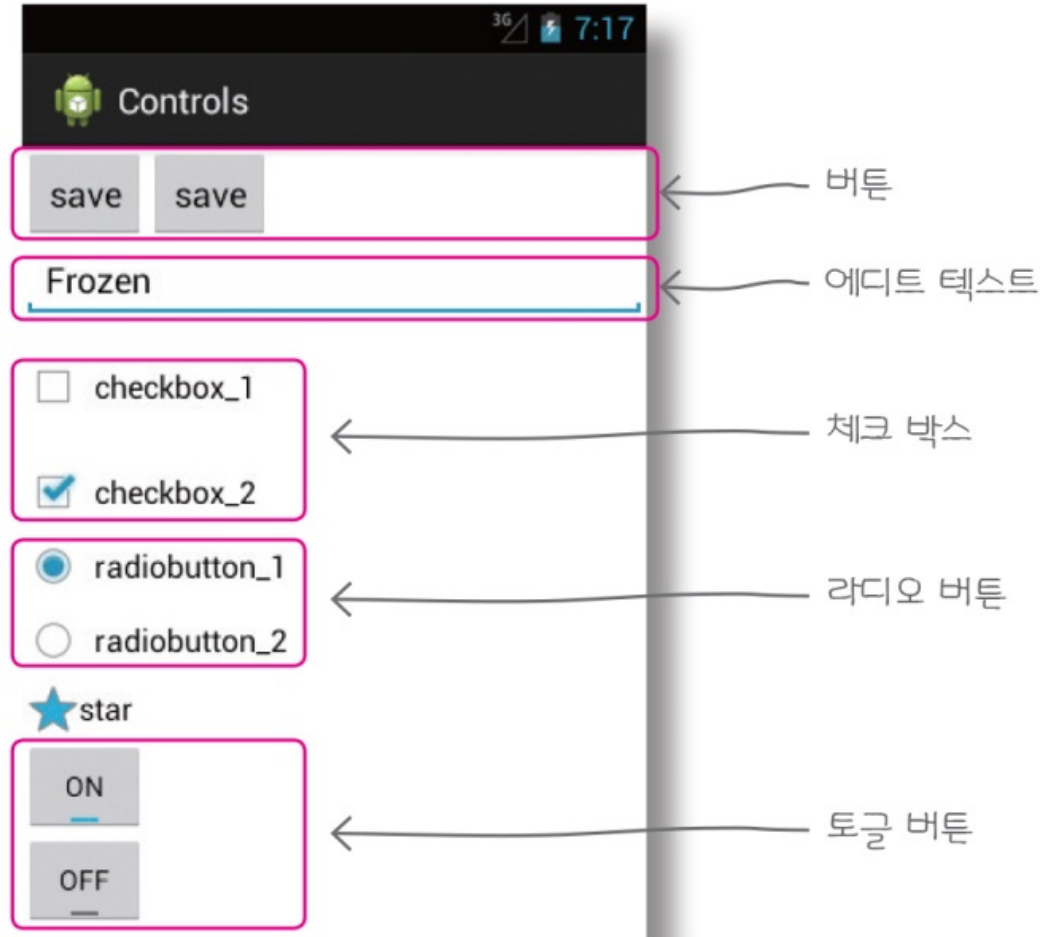 3G 7:17
Controls
save save
버튼
Frozen
에디트 텍스트
checkbox_1
체크 박스
checkbox_2
radiobutton_1
라디오 버튼
radiobutton_2
star
ON
토글 버튼
OFF